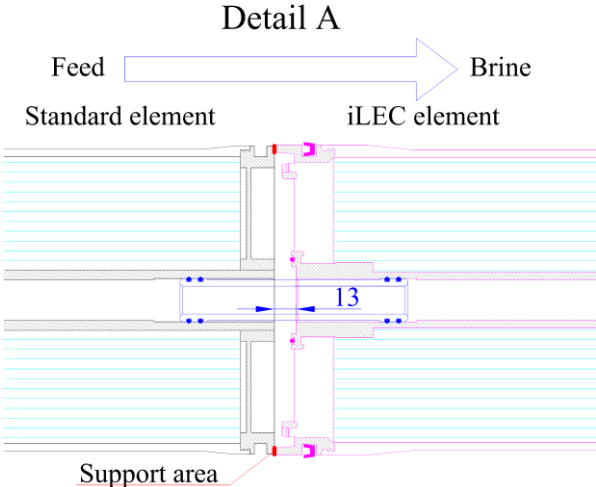 Detail A
Feed
Brine
Standard element
iLEC element
13
Support area